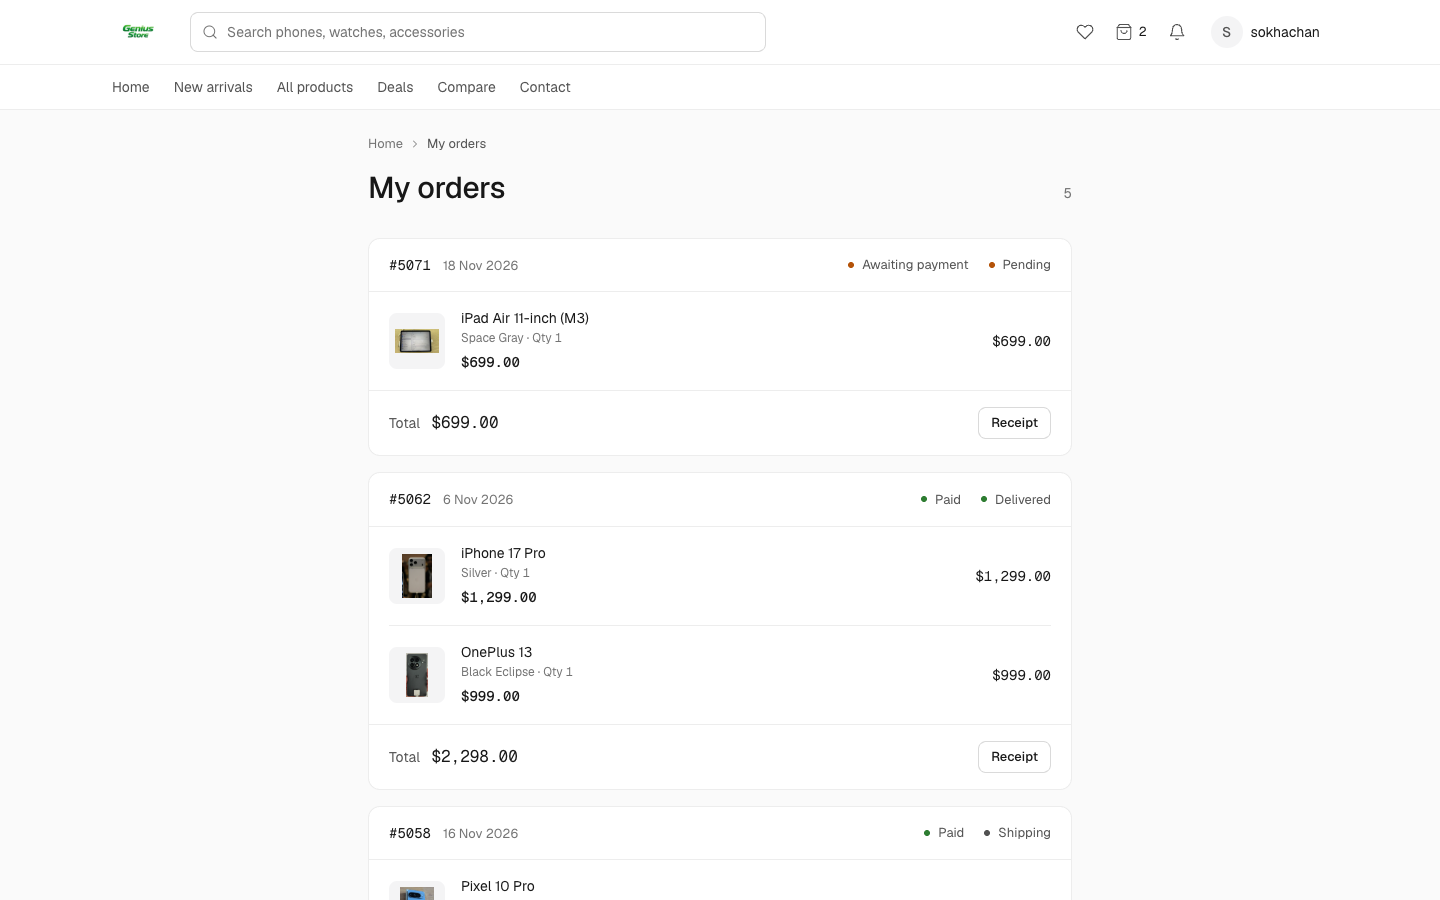 Genius
Store
Search phones, watches, accessories
2
S
sokhachan
Home
New arrivals
All products
Deals
Compare
Contact
Home > My orders
My orders
5
#5071 18 Nov 2026
Awaiting payment
Pending
iPad Air 11-inch (M3)
Space Gray · Qty 1
$699.00
$699.00
Total $699.00
Receipt
#5062 6 Nov 2026
Paid
Delivered
iPhone 17 Pro
Silver · Qty 1
$1,299.00
$1,299.00
OnePlus 13
Black Eclipse · Qty 1
$999.00
$999.00
Total $2,298.00
Receipt
#5058 16 Nov 2026
Paid
Shipping
Pixel 10 Pro